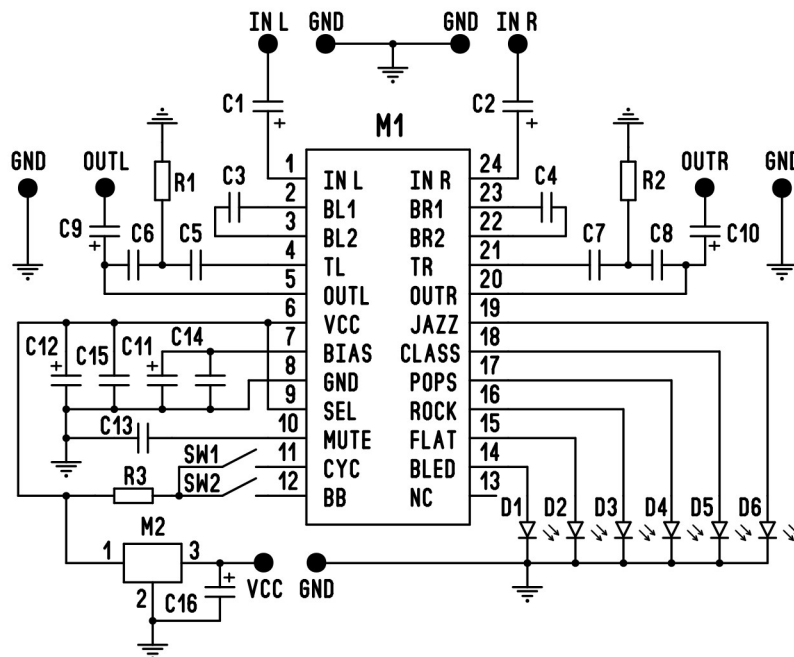 IN L GND GND IN R
C1 C2
M1
GND OUTL R1 R2 OUTR GND
1 IN L IN R 24
C3 2 BL1 BR1 23 C4
C9 C6 C5 3 BL2 BR2 22 C7 C8 C10
4 TL TR 21
5 OUTL OUTR 20
6 VCC JAZZ 19
C12 C15 C11 C14 7 BIAS CLASS 18
8 GND POPS 17
9 SEL ROCK 16
C13 10 MUTE FLAT 15
SW1 11 CYC BLED 14
R3 SW2 12 BB NC 13
D1 D2 D3 D4 D5 D6
M2
1 3
2 C16 VCC GND
+ + + + + + +